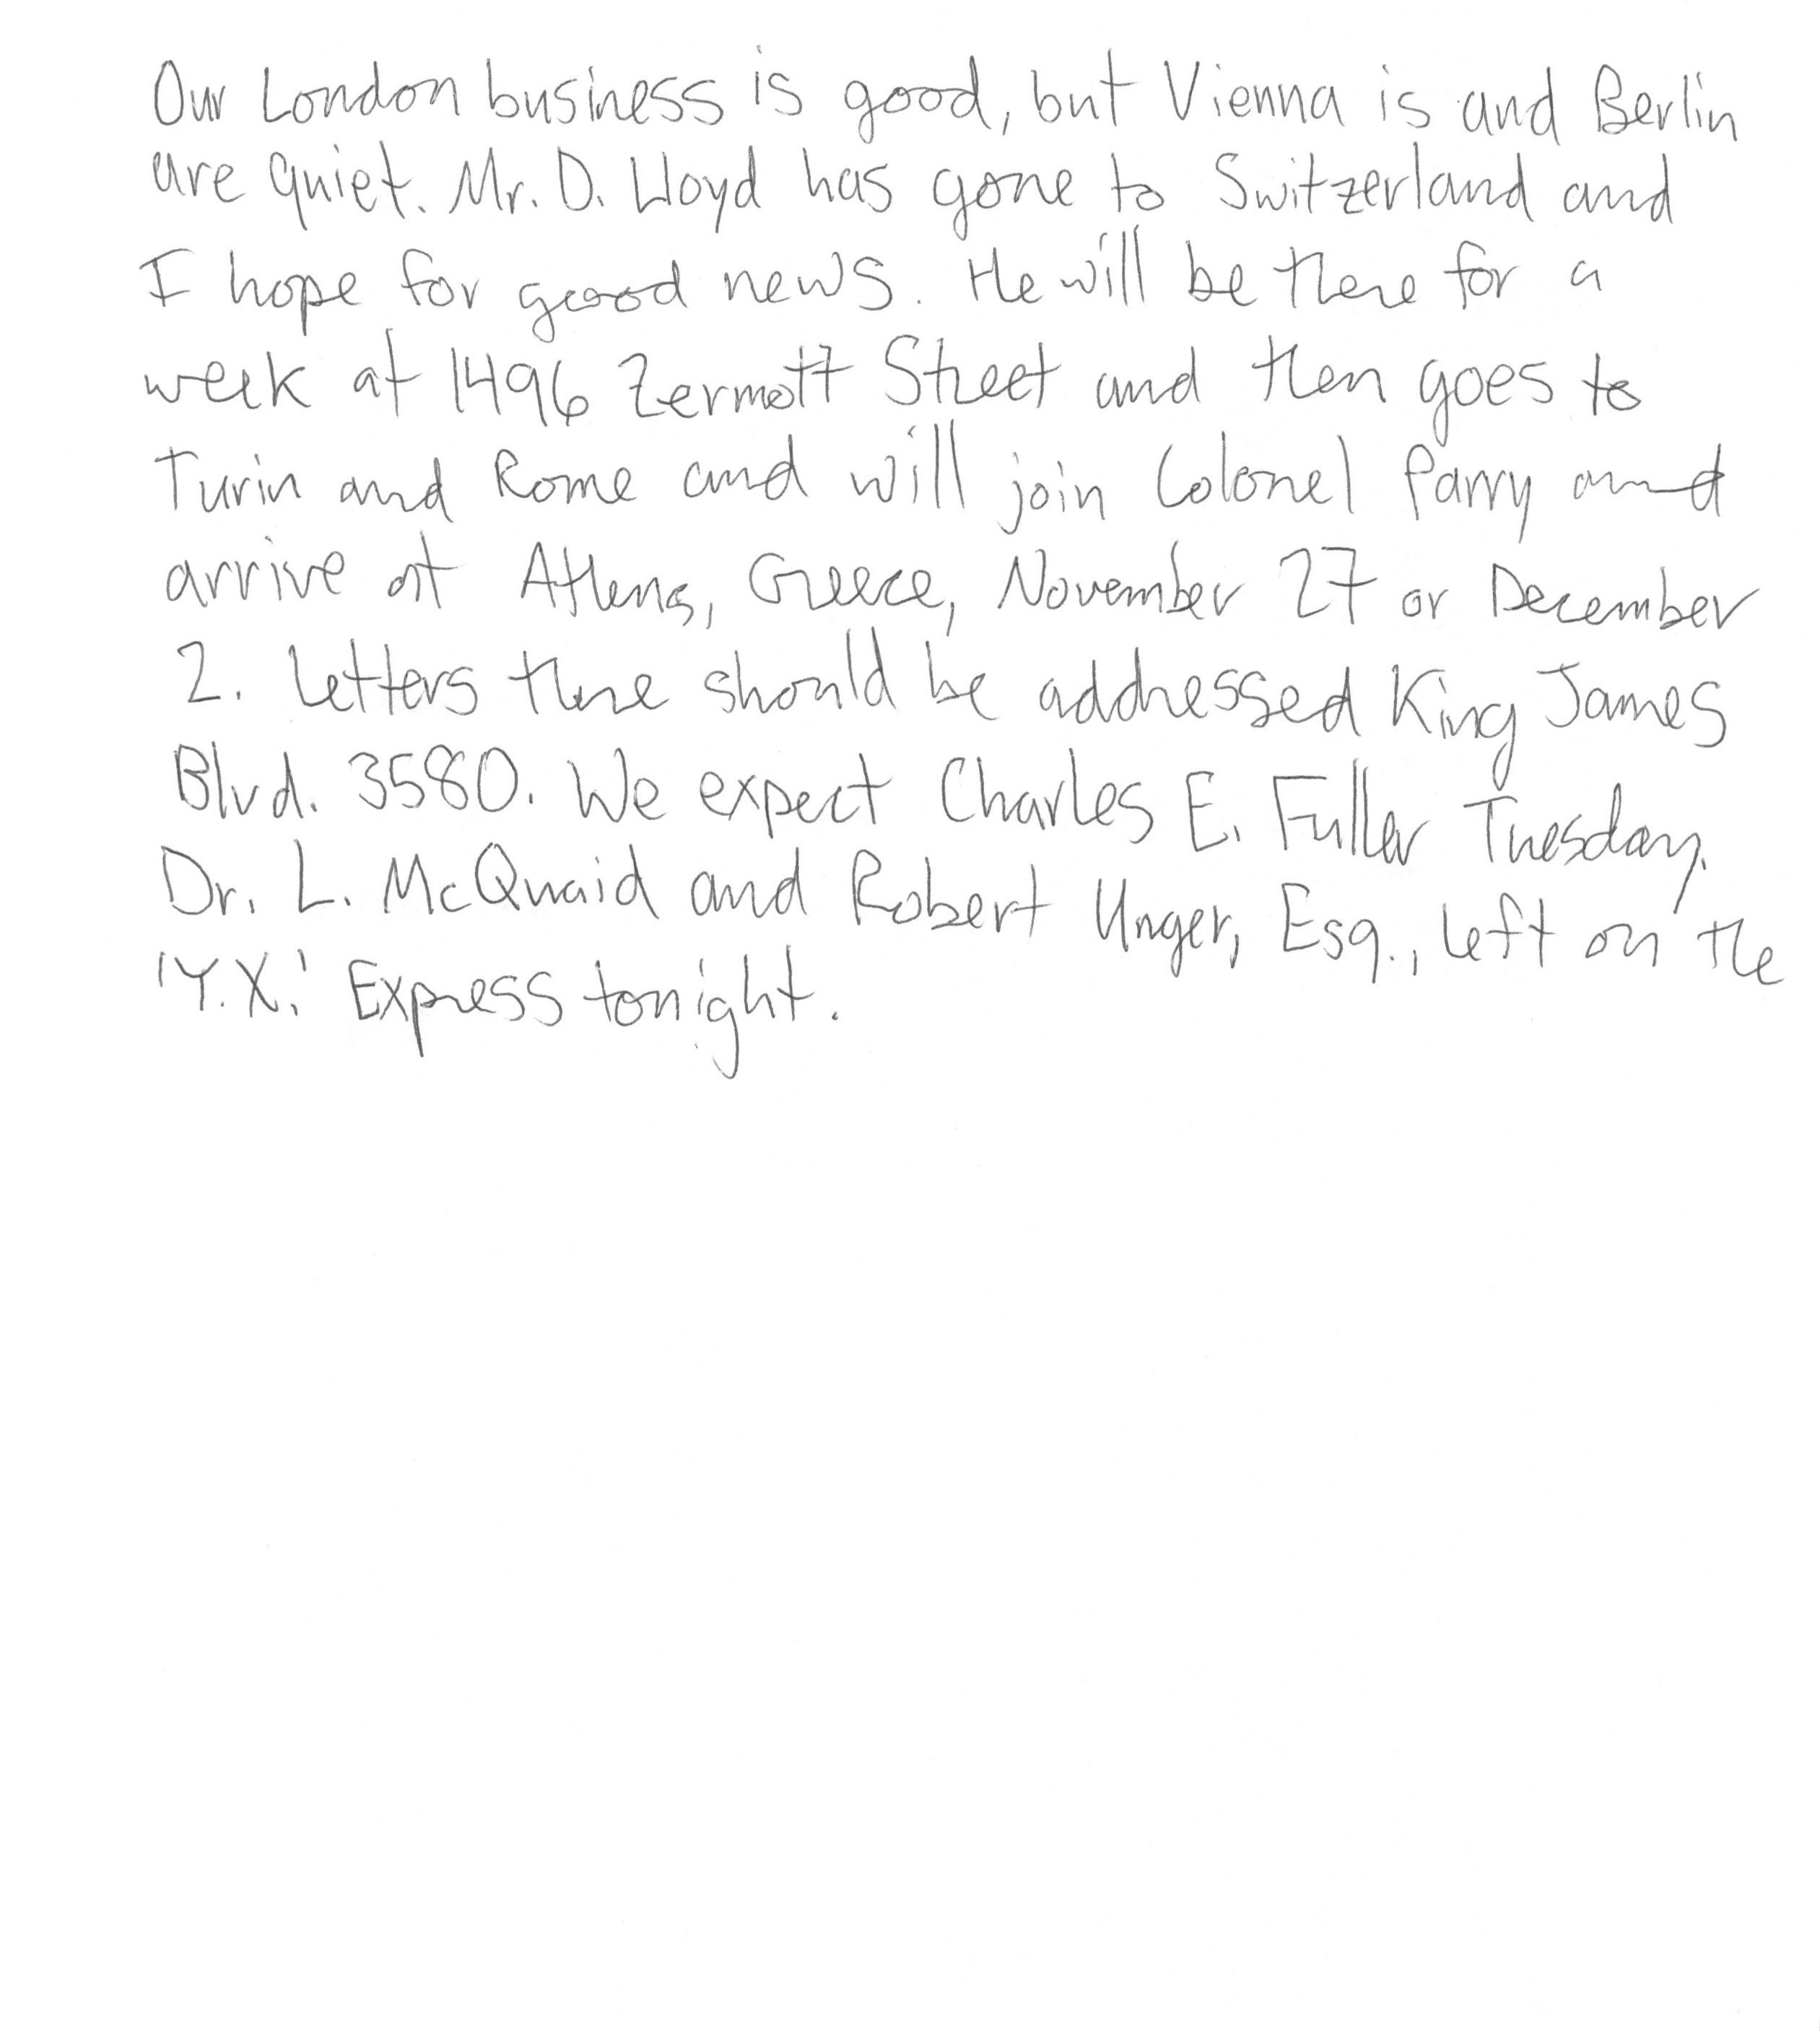 Our London business is good, but Vienna is and Berlin
are quiet. Mr. D. Lloyd has gone to Switzerland and
I hope for good news. He will be there for a
week at 1496 Zermott Street and then goes to
Turin and Rome and will join Colonel Parry and
arrive at Athens, Greece, November 27 or December
2. Letters there should be addressed King James
Blvd. 3580. We expect Charles E. Fuller Tuesday.
Dr. L. McQuaid and Robert Unger, Esq., left on the
'Y.X.' Express tonight.